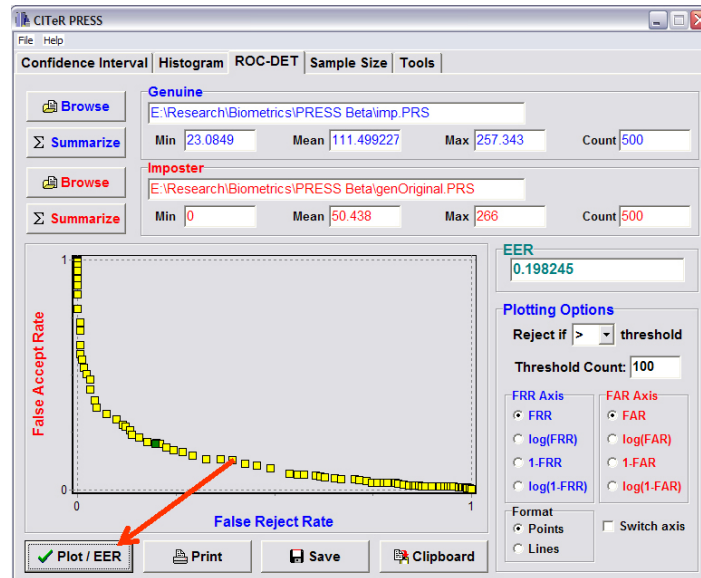 CITeR PRESS
File Help
Confidence Interval Histogram ROC-DET Sample Size Tools
Genuine
Browse
E:\Research\Biometrics\PRESS Beta\imp.PRS
Σ Summarize
Min 23.0849 Mean 111.499227 Max 257.343 Count 500
Imposter
Browse
E:\Research\Biometrics\PRESS Beta\genOriginal.PRS
Σ Summarize
Min 0 Mean 50.438 Max 266 Count 500
EER
0.198245
Plotting Options
Reject if > threshold
Threshold Count: 100
FRR Axis
FRR
log(FRR)
1-FRR
log(1-FRR)
FAR Axis
FAR
log(FAR)
1-FAR
log(1-FAR)
Format
Points
Lines
Switch axis
1
False Accept Rate
0
0 1
False Reject Rate
Plot / EER Print Save Clipboard